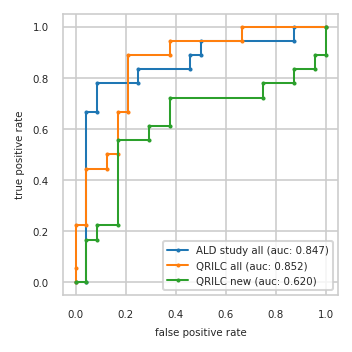 1.0
0.8
0.6
0.4
0.2
0.0
true positive rate
ALD study all (auc: 0.847)
QRILC all (auc: 0.852)
QRILC new (auc: 0.620)
0.0 0.2 0.4 0.6 0.8 1.0
false positive rate